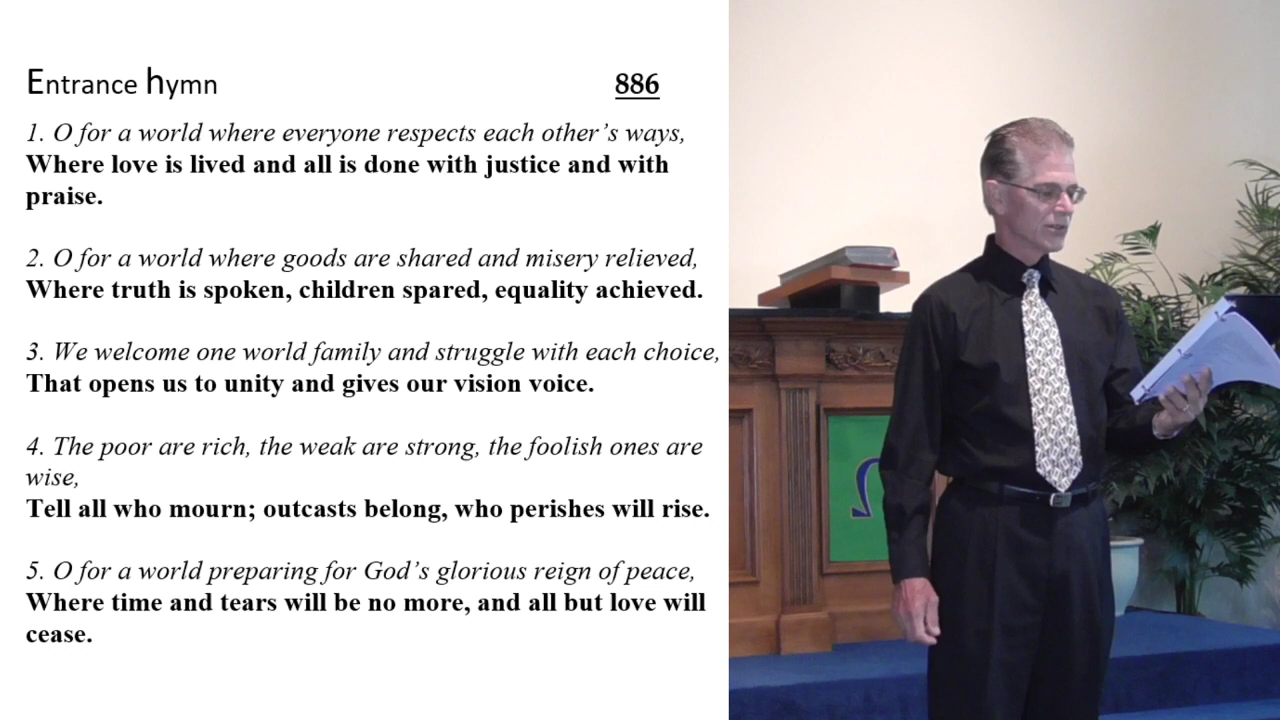 Entrance hymn 886
1. O for a world where everyone respects each other’s ways,
Where love is lived and all is done with justice and with
praise.
2. O for a world where goods are shared and misery relieved,
Where truth is spoken, children spared, equality achieved.
3. We welcome one world family and struggle with each choice,
That opens us to unity and gives our vision voice.
4. The poor are rich, the weak are strong, the foolish ones are
wise,
Tell all who mourn; outcasts belong, who perishes will rise.
5. O for a world preparing for God’s glorious reign of peace,
Where time and tears will be no more, and all but love will
cease.
Ω